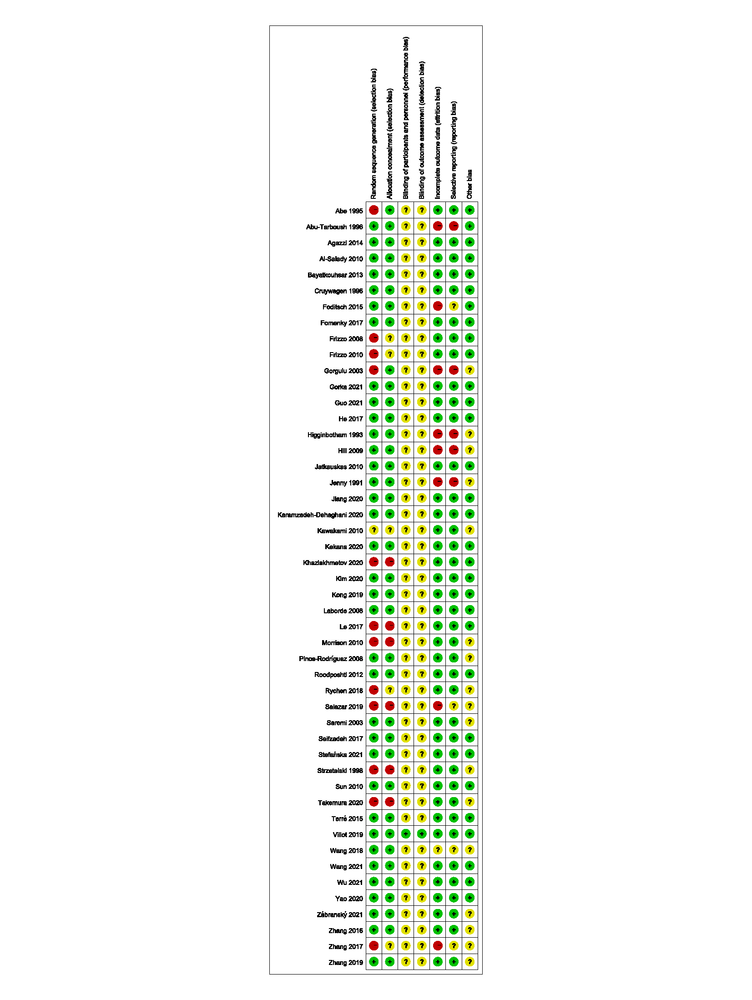 Random sequence generation (selection bias)
Allocation concealment (selection bias)
Blinding of participants and personnel (performance bias)
Blinding of outcome assessment (detection bias)
Incomplete outcome data (attrition bias)
Selective reporting (reporting bias)
Other bias
Abe 1995 - + ? ? + + +
Abu-Tarboush 1996 + + ? ? - - +
Agazzi 2014 + + ? ? + + +
Al-Saiady 2010 + + ? ? + + +
Bayatkouhsar 2013 + + ? ? + + +
Cruywagen 1996 + + ? ? + + +
Foditsch 2015 + + ? ? - ? +
Fomenky 2017 + + ? ? + + +
Frizzo 2008 - ? ? ? + + +
Frizzo 2010 - ? ? ? + + +
Gorgulu 2003 - + ? ? - - ?
Gorka 2021 + + ? ? + + +
Guo 2021 + + ? ? + + +
He 2017 + + ? ? + + +
Higginbotham 1993 + + ? ? - - ?
Hill 2009 + + ? ? - - ?
Jatkauskas 2010 + + ? ? + + +
Jenny 1991 + + ? ? - - ?
Jiang 2020 + + ? ? + + +
Karamzadeh-Dehaghani 2020 + + ? ? + + +
Kawakami 2010 ? ? ? ? + + ?
Kekana 2020 + + ? ? + + +
Khaziakhmetov 2020 - - ? ? + + +
Kim 2020 + + ? ? + + +
Kong 2019 + + ? ? + + +
Laborde 2008 + + ? ? + + +
Le 2017 - - ? ? + + +
Morrison 2010 - - ? ? + + ?
Pinos-Rodríguez 2008 + + ? ? + + ?
Roodposhti 2012 + + ? ? + + +
Rychen 2018 - ? ? ? + + ?
Salazar 2019 - - ? ? - ? ?
Saremi 2003 + + ? ? + + ?
Seifzadeh 2017 + + ? ? + + +
Stefańska 2021 + + ? ? + + +
Strzetelski 1998 - - ? ? + + ?
Sun 2010 + + ? ? + + +
Takemura 2020 - - ? ? + + ?
Terré 2015 + + ? ? + + +
Villot 2019 + + + + + + +
Wang 2018 + + ? ? ? ? ?
Wang 2021 + + ? ? + + +
Wu 2021 + + ? ? + + +
Yao 2020 + + ? ? + + +
Zábranský 2021 + + ? ? + + ?
Zhang 2016 + + ? ? + + ?
Zhang 2017 - ? ? ? - ? ?
Zhang 2019 + + ? ? + + ?